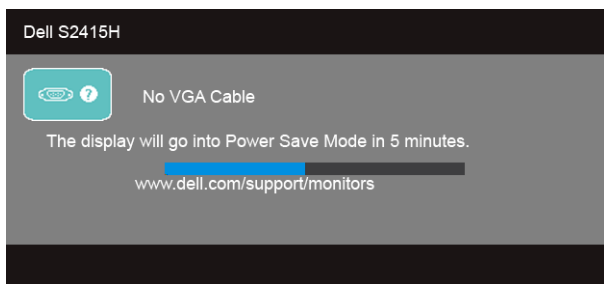 Dell S2415H
No VGA Cable
The display will go into Power Save Mode in 5 minutes.
www.dell.com/support/monitors